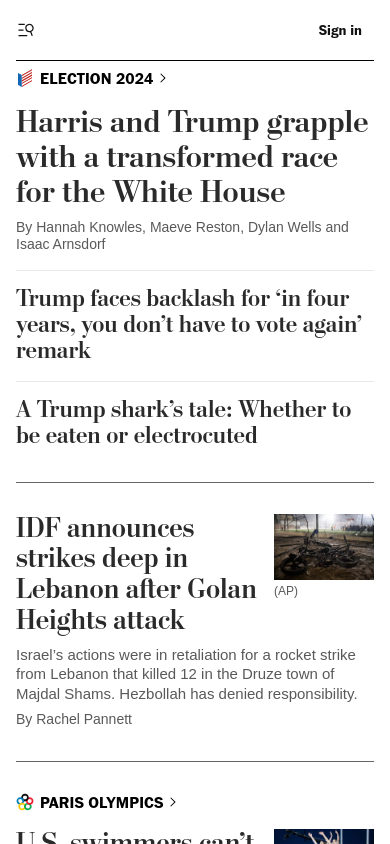 Sign in
ELECTION 2024
Harris and Trump grapple
with a transformed race
for the White House
By Hannah Knowles, Maeve Reston, Dylan Wells and
Isaac Arnsdorf
Trump faces backlash for ‘in four
years, you don’t have to vote again’
remark
A Trump shark’s tale: Whether to
be eaten or electrocuted
IDF announces
strikes deep in
Lebanon after Golan
Heights attack
(AP)
Israel’s actions were in retaliation for a rocket strike
from Lebanon that killed 12 in the Druze town of
Majdal Shams. Hezbollah has denied responsibility.
By Rachel Pannett
PARIS OLYMPICS
U.S. swimmers can’t